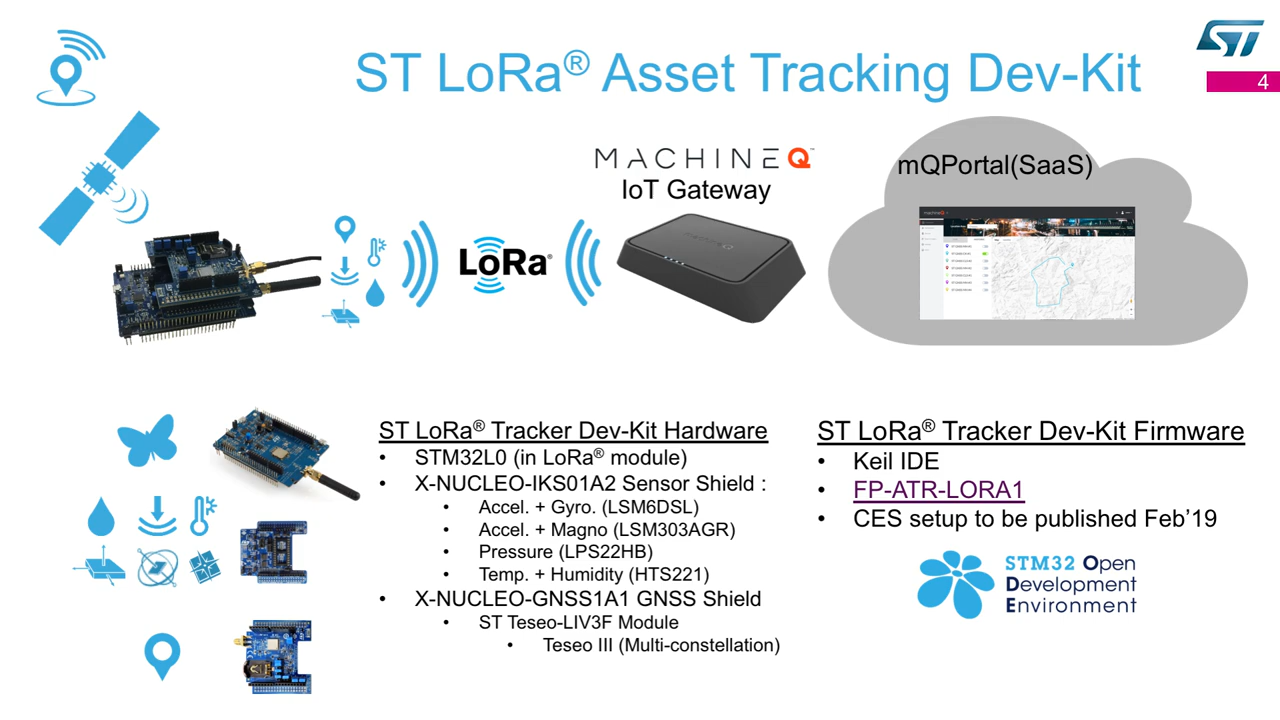 ST LoRa® Asset Tracking Dev-Kit
ST
4
MACHINEQ™
IoT Gateway
mQPortal(SaaS)
LoRa®
machineQ
ST LoRa® Tracker Dev-Kit Hardware
• STM32L0 (in LoRa® module)
• X-NUCLEO-IKS01A2 Sensor Shield :
• Accel. + Gyro. (LSM6DSL)
• Accel. + Magno (LSM303AGR)
• Pressure (LPS22HB)
• Temp. + Humidity (HTS221)
• X-NUCLEO-GNSS1A1 GNSS Shield
• ST Teseo-LIV3F Module
• Teseo III (Multi-constellation)
ST LoRa® Tracker Dev-Kit Firmware
• Keil IDE
• FP-ATR-LORA1
• CES setup to be published Feb’19
STM32 Open
Development
Environment